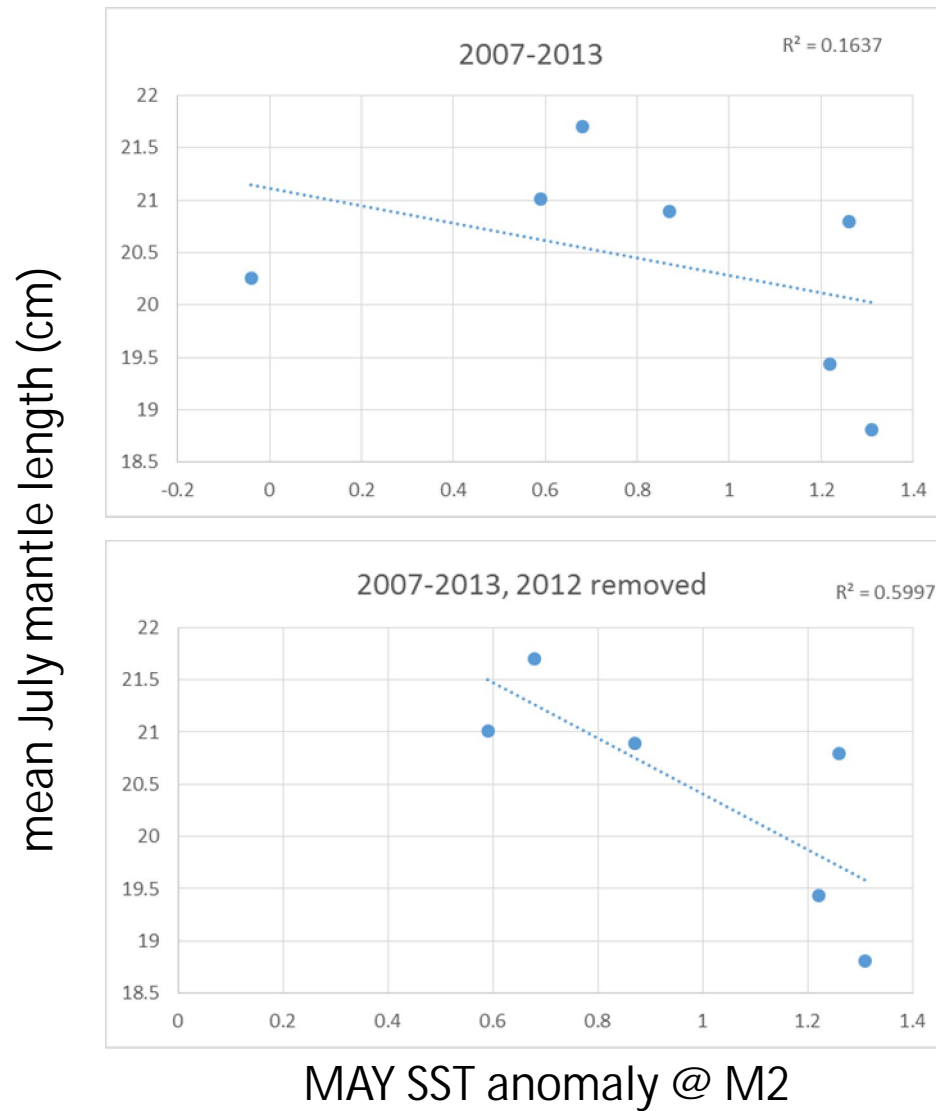 2007-2013
R² = 0.1637
22
21.5
21
20.5
20
19.5
19
18.5
-0.2 0 0.2 0.4 0.6 0.8 1 1.2 1.4
mean July mantle length (cm)
2007-2013, 2012 removed
R² = 0.5997
22
21.5
21
20.5
20
19.5
19
18.5
0 0.2 0.4 0.6 0.8 1 1.2 1.4
MAY SST anomaly @ M2